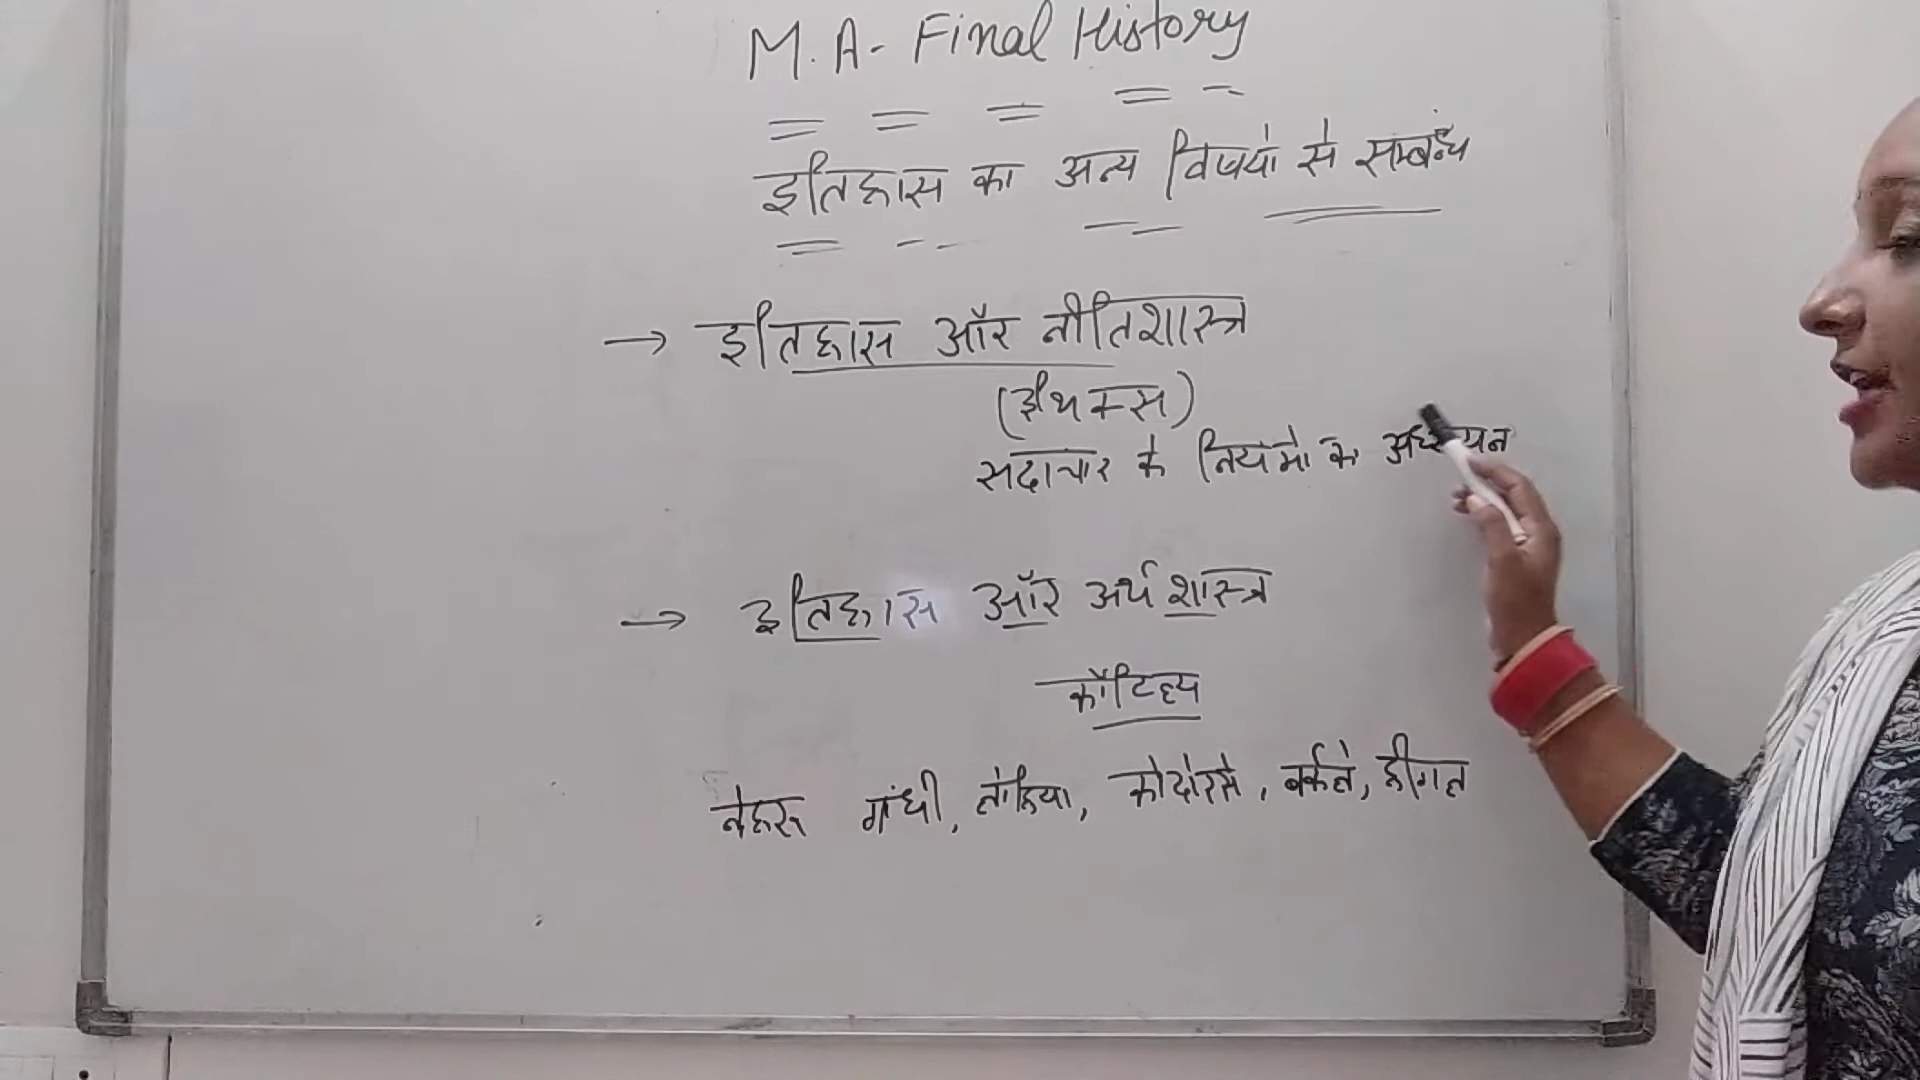 M.A- Final History
इतिहास का अन्य विषयो से सम्बन्ध
→ इतिहास और नीतिशास्त्र
(ईथिक्स)
सदाचार के नियमो का अध्ययन
→ इतिहास और अर्थशास्त्र
कौटिल्य
नेहरू गांधी, लोहिया, कोदोरसे, बर्कले, हीगल